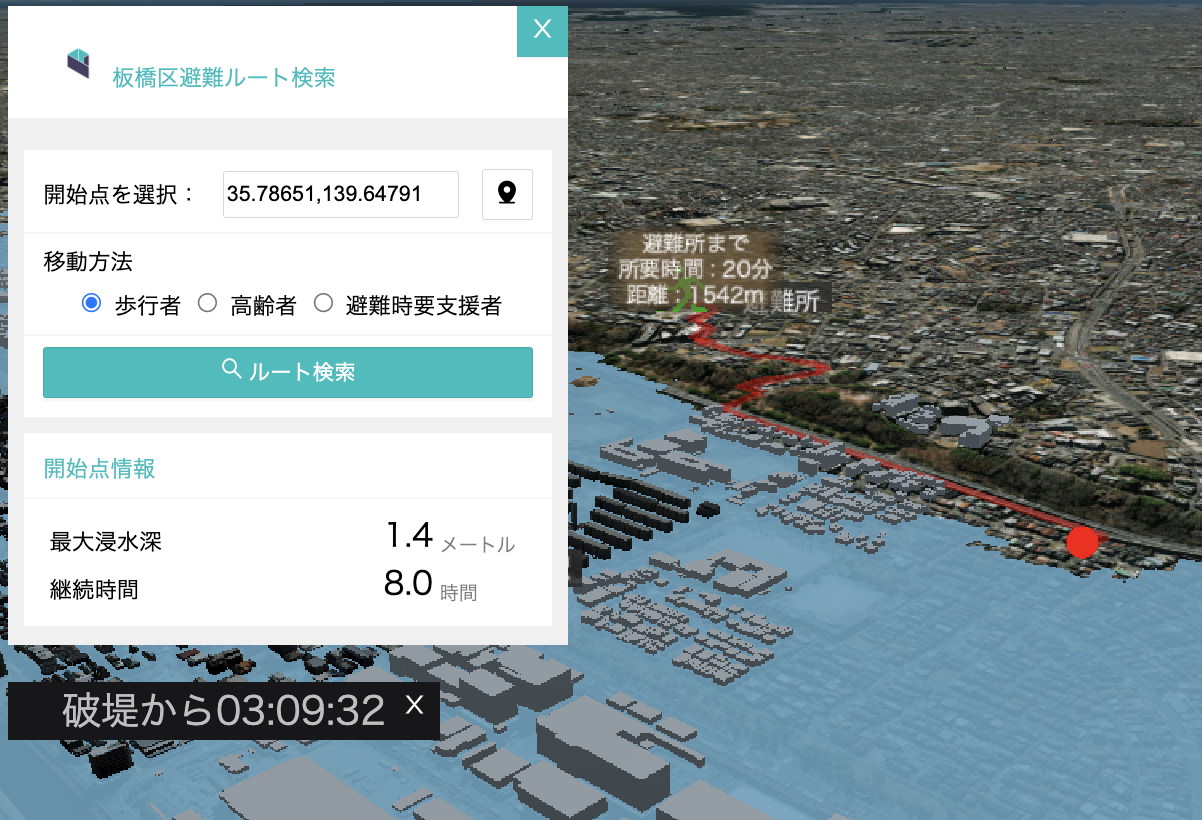 X
板橋区避難ルート検索
開始点を選択：
35.78651,139.64791
移動方法
歩行者 高齢者 避難時要支援者
ルート検索
開始点情報
最大浸水深 1.4 メートル
継続時間 8.0 時間
破堤から03:09:32 X
避難所まで
所要時間：20分
距離：1542m
避難所